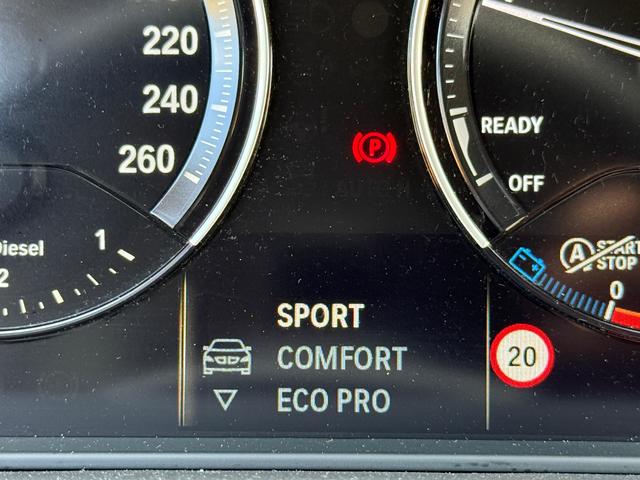 220
240
260
P
READY
OFF
Diesel
1
2
A START
STOP
0
SPORT
COMFORT
ECO PRO
20